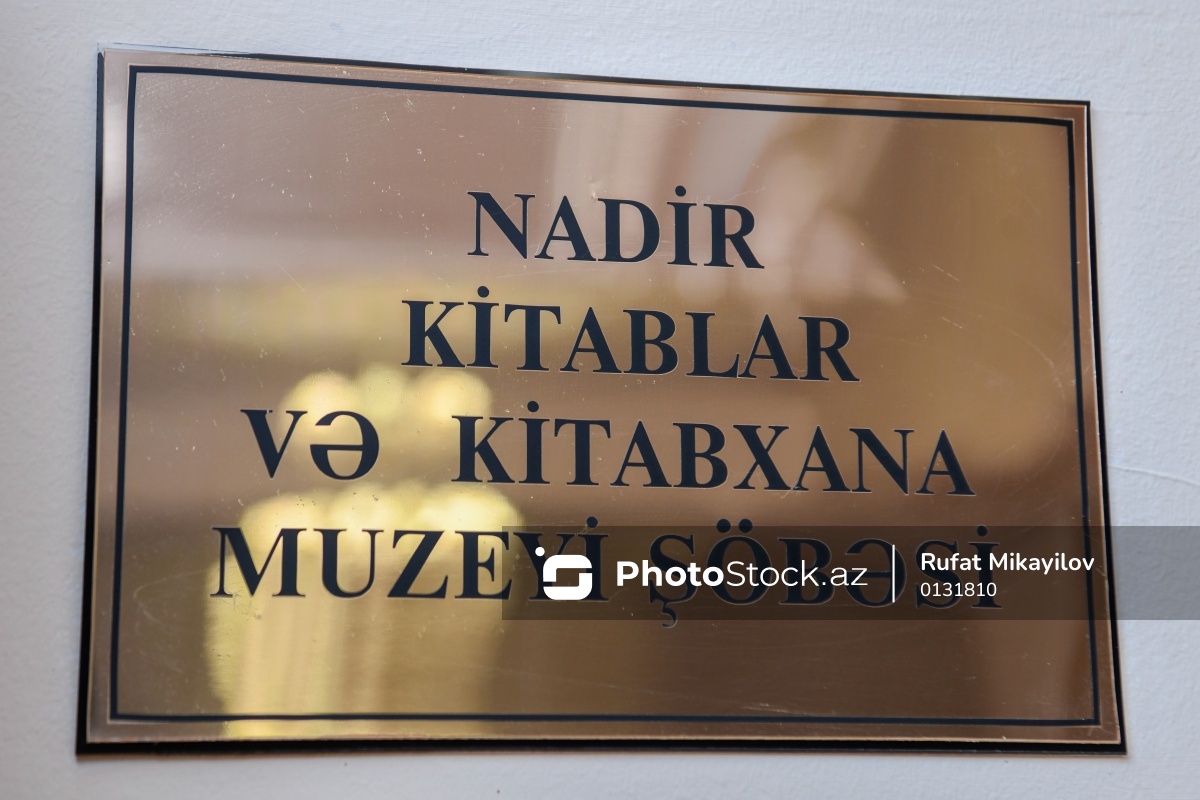 NADİR
KİTABLAR
VƏ KİTABXANA
MUZEYİ ŞÖBƏSİ
PhotoStock.az
Rufat Mikayilov
0131810